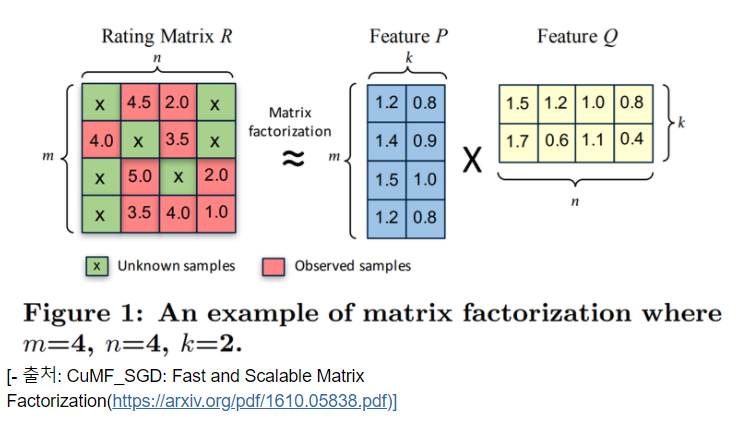 Rating Matrix R
Feature P
Feature Q
n
k
m
x 4.5 2.0 x
4.0 x 3.5 x
x 5.0 x 2.0
x 3.5 4.0 1.0
Matrix
factorization
≈
m
1.2 0.8
1.4 0.9
1.5 1.0
1.2 0.8
X
1.5 1.2 1.0 0.8
1.7 0.6 1.1 0.4
k
n
x Unknown samples
Observed samples
Figure 1: An example of matrix factorization where
m=4, n=4, k=2.
[- 출처: CuMF_SGD: Fast and Scalable Matrix
Factorization(https://arxiv.org/pdf/1610.05838.pdf)]